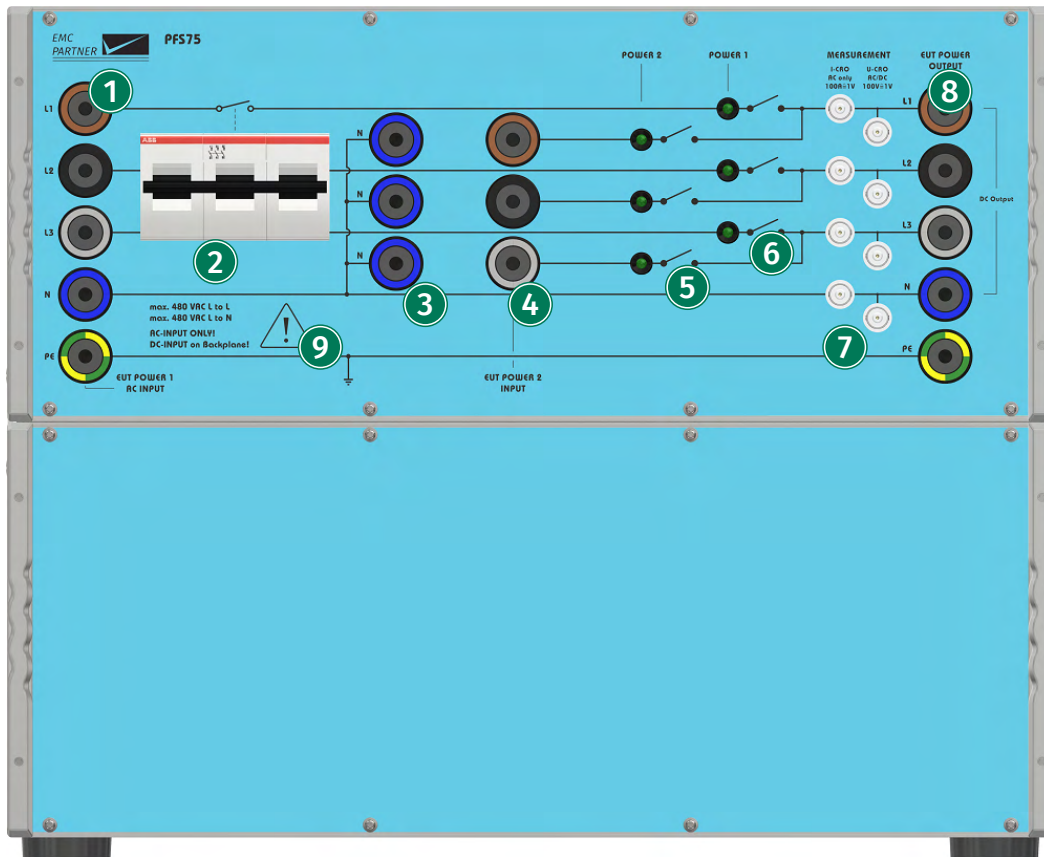 EMC
PARTNER
PFS75
POWER 2
POWER 1
MEASUREMENT
I-CRO
AC only
100A≙1V
U-CRO
AC/DC
100V≙1V
EUT POWER
OUTPUT
1
8
L1
L1
ABB
N
L2
L2
N
DC Output
L3
L3
2
6
N
5
3
4
N
N
max. 480 VAC L to L
max. 480 VAC L to N
AC-INPUT ONLY!
DC-INPUT on Backplane!
!
9
7
PE
PE
EUT POWER 1
AC INPUT
EUT POWER 2
INPUT